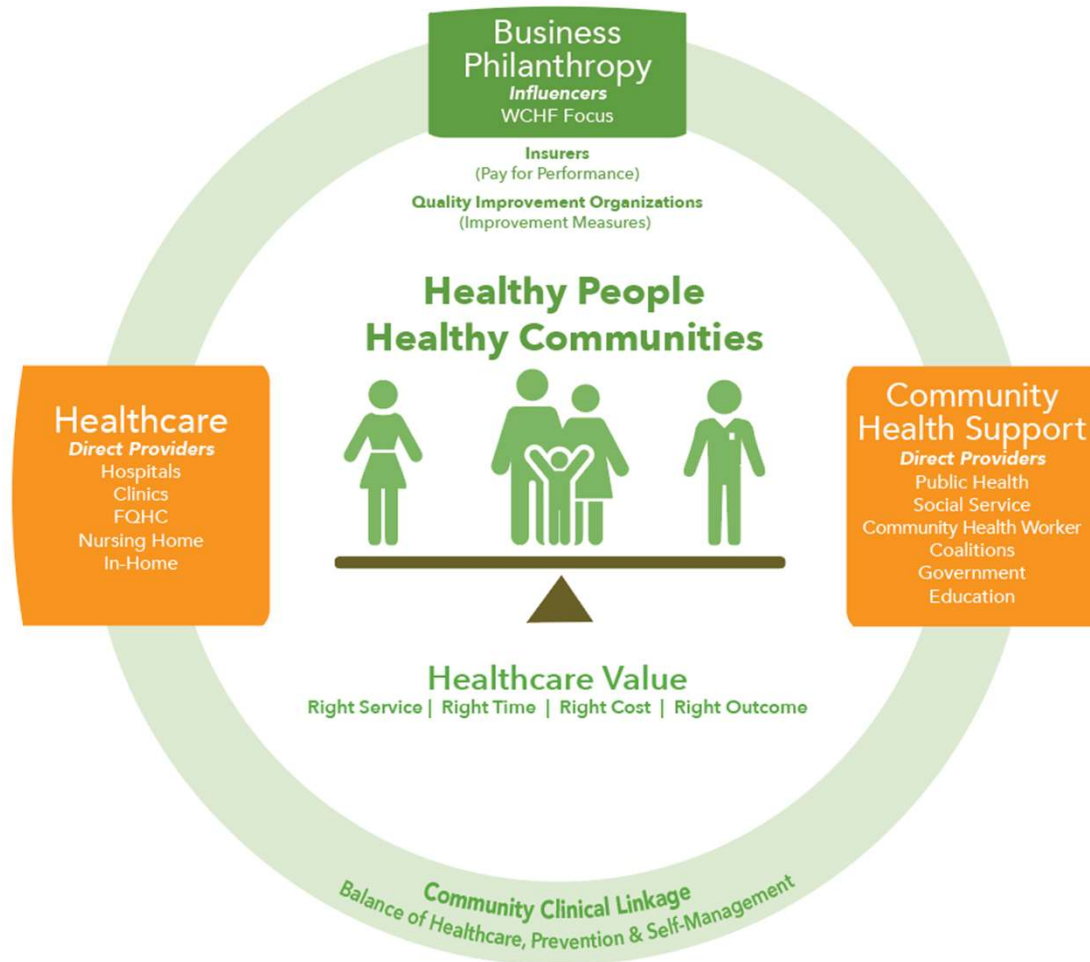 Business
Philanthropy
Influencers
WCHF Focus
Insurers
(Pay for Performance)
Quality Improvement Organizations
(Improvement Measures)
Healthy People
Healthy Communities
Healthcare
Direct Providers
Hospitals
Clinics
FQHC
Nursing Home
In-Home
Community
Health Support
Direct Providers
Public Health
Social Service
Community Health Worker
Coalitions
Government
Education
Healthcare Value
Right Service | Right Time | Right Cost | Right Outcome
Community Clinical Linkage
Balance of Healthcare, Prevention & Self-Management